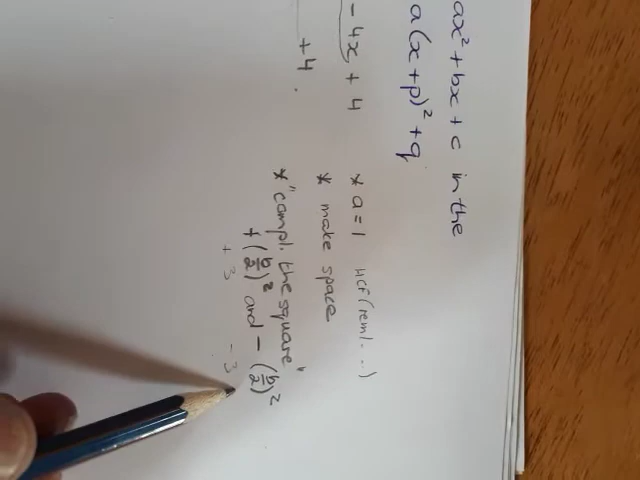 ax² + bx + c in the
a(x+p)² + q
- 4x + 4
+4.
* a = 1 HCF (rem/...)
* make space
* "compl. the square"
+ (b/2)² and - (b/2)²
+ 3 - 3